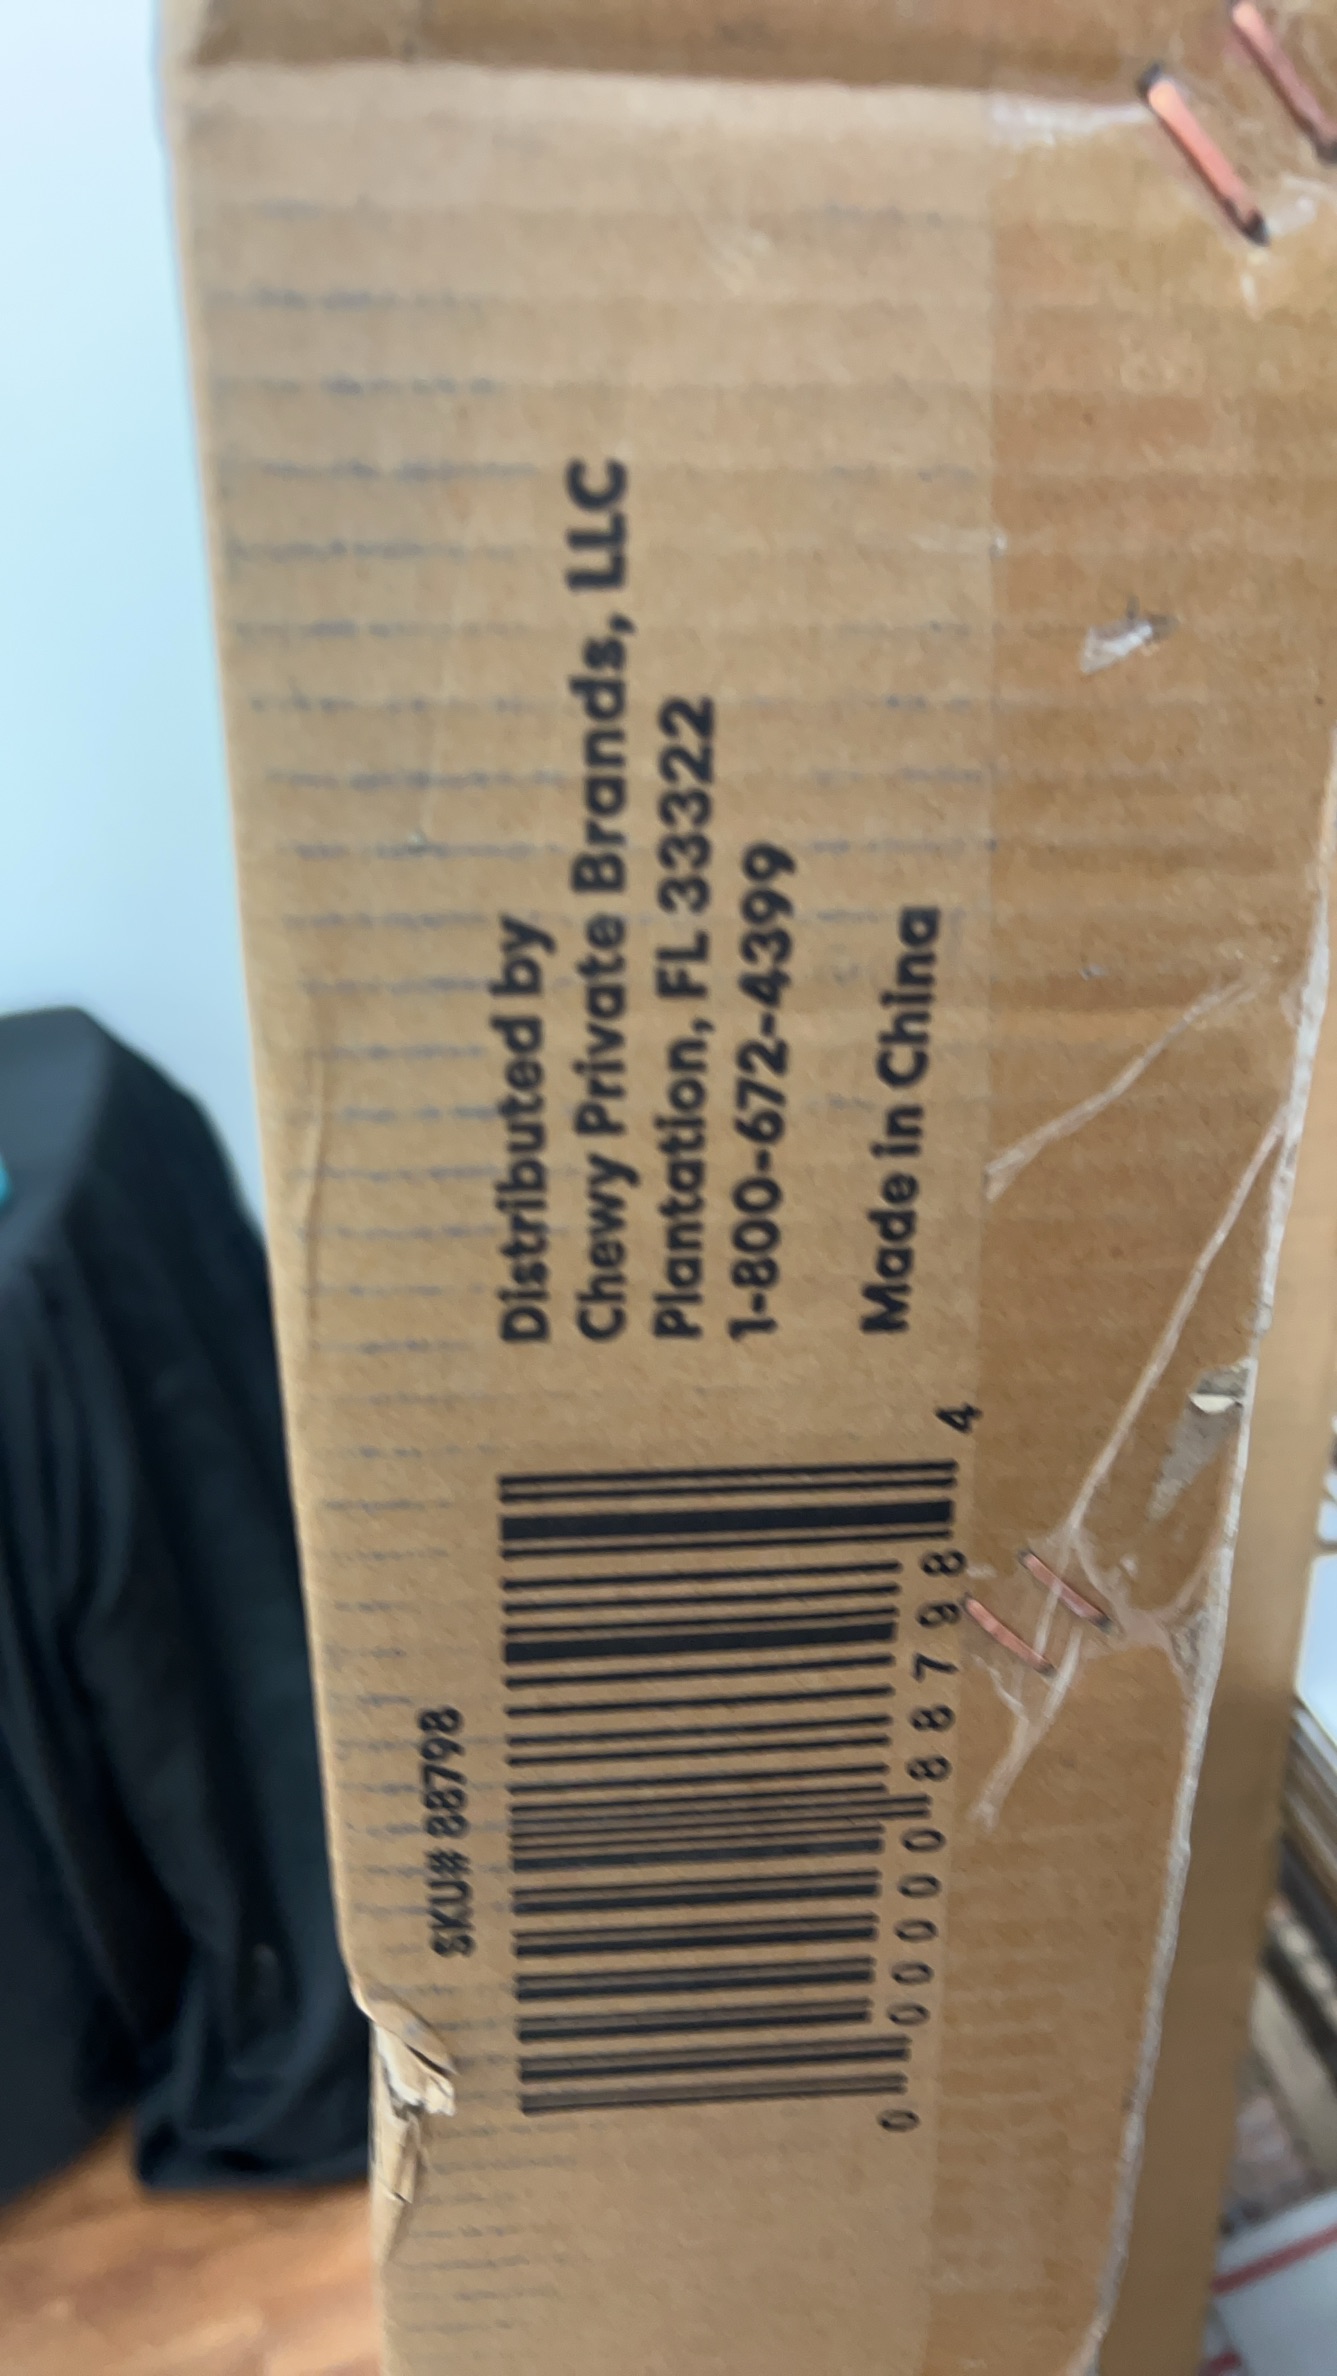 SKU# 88798
0 00000 88798 4
Distributed by
Chewy Private Brands, LLC
Plantation, FL 33322
1-800-672-4399
Made in China